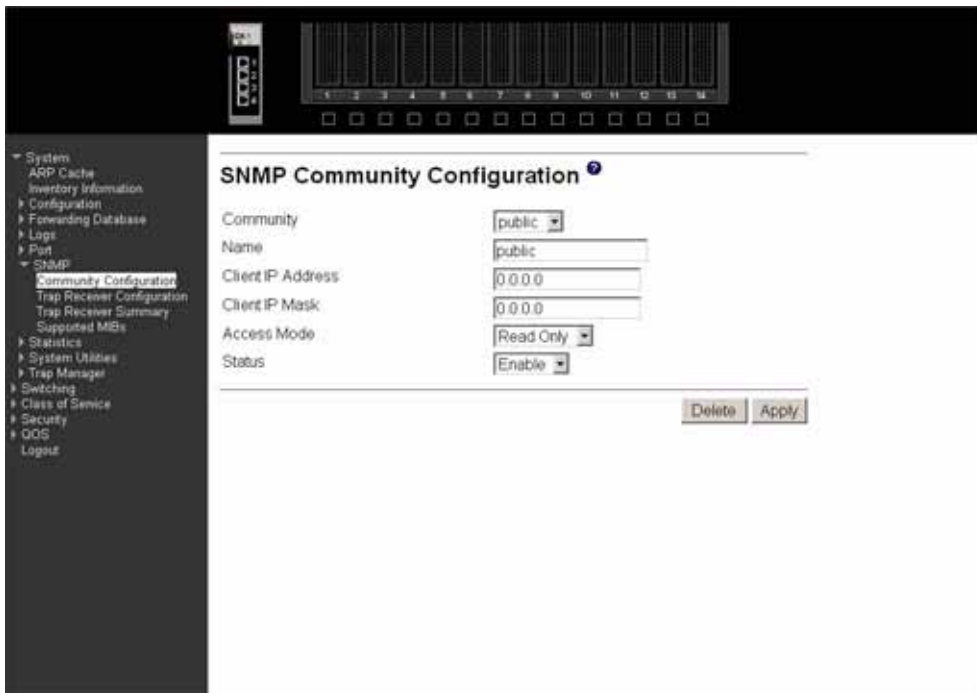 1 2 3 4 5 6 7 8 9 10 11 12 13 14
System
ARP Cache
Inventory Information
Configuration
Forwarding Database
Logs
Port
SNMP
Community Configuration
Trap Receiver Configuration
Trap Receiver Summary
Supported MIBs
Statistics
System Utilities
Trap Manager
Switching
Class of Service
Security
QOS
Logout
SNMP Community Configuration ?
Community public
Name public
Client IP Address 0.0.0.0
Client IP Mask 0.0.0.0
Access Mode Read Only
Status Enable
Delete Apply